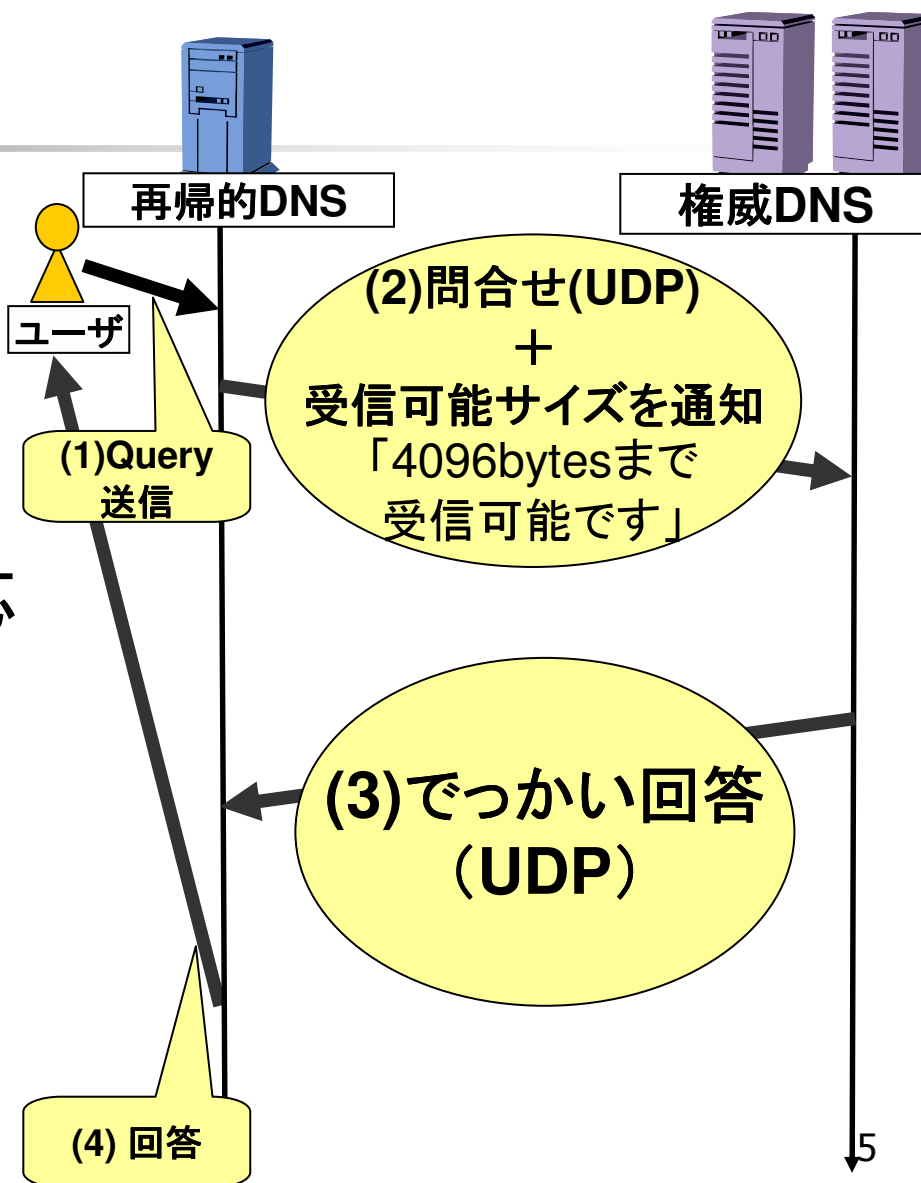 再帰的DNS
権威DNS
ユーザ
(1)Query
送信
(2)問合せ(UDP)
＋
受信可能サイズを通知
「4096bytesまで
受信可能です」
(3)でっかい回答
（UDP）
(4) 回答
5